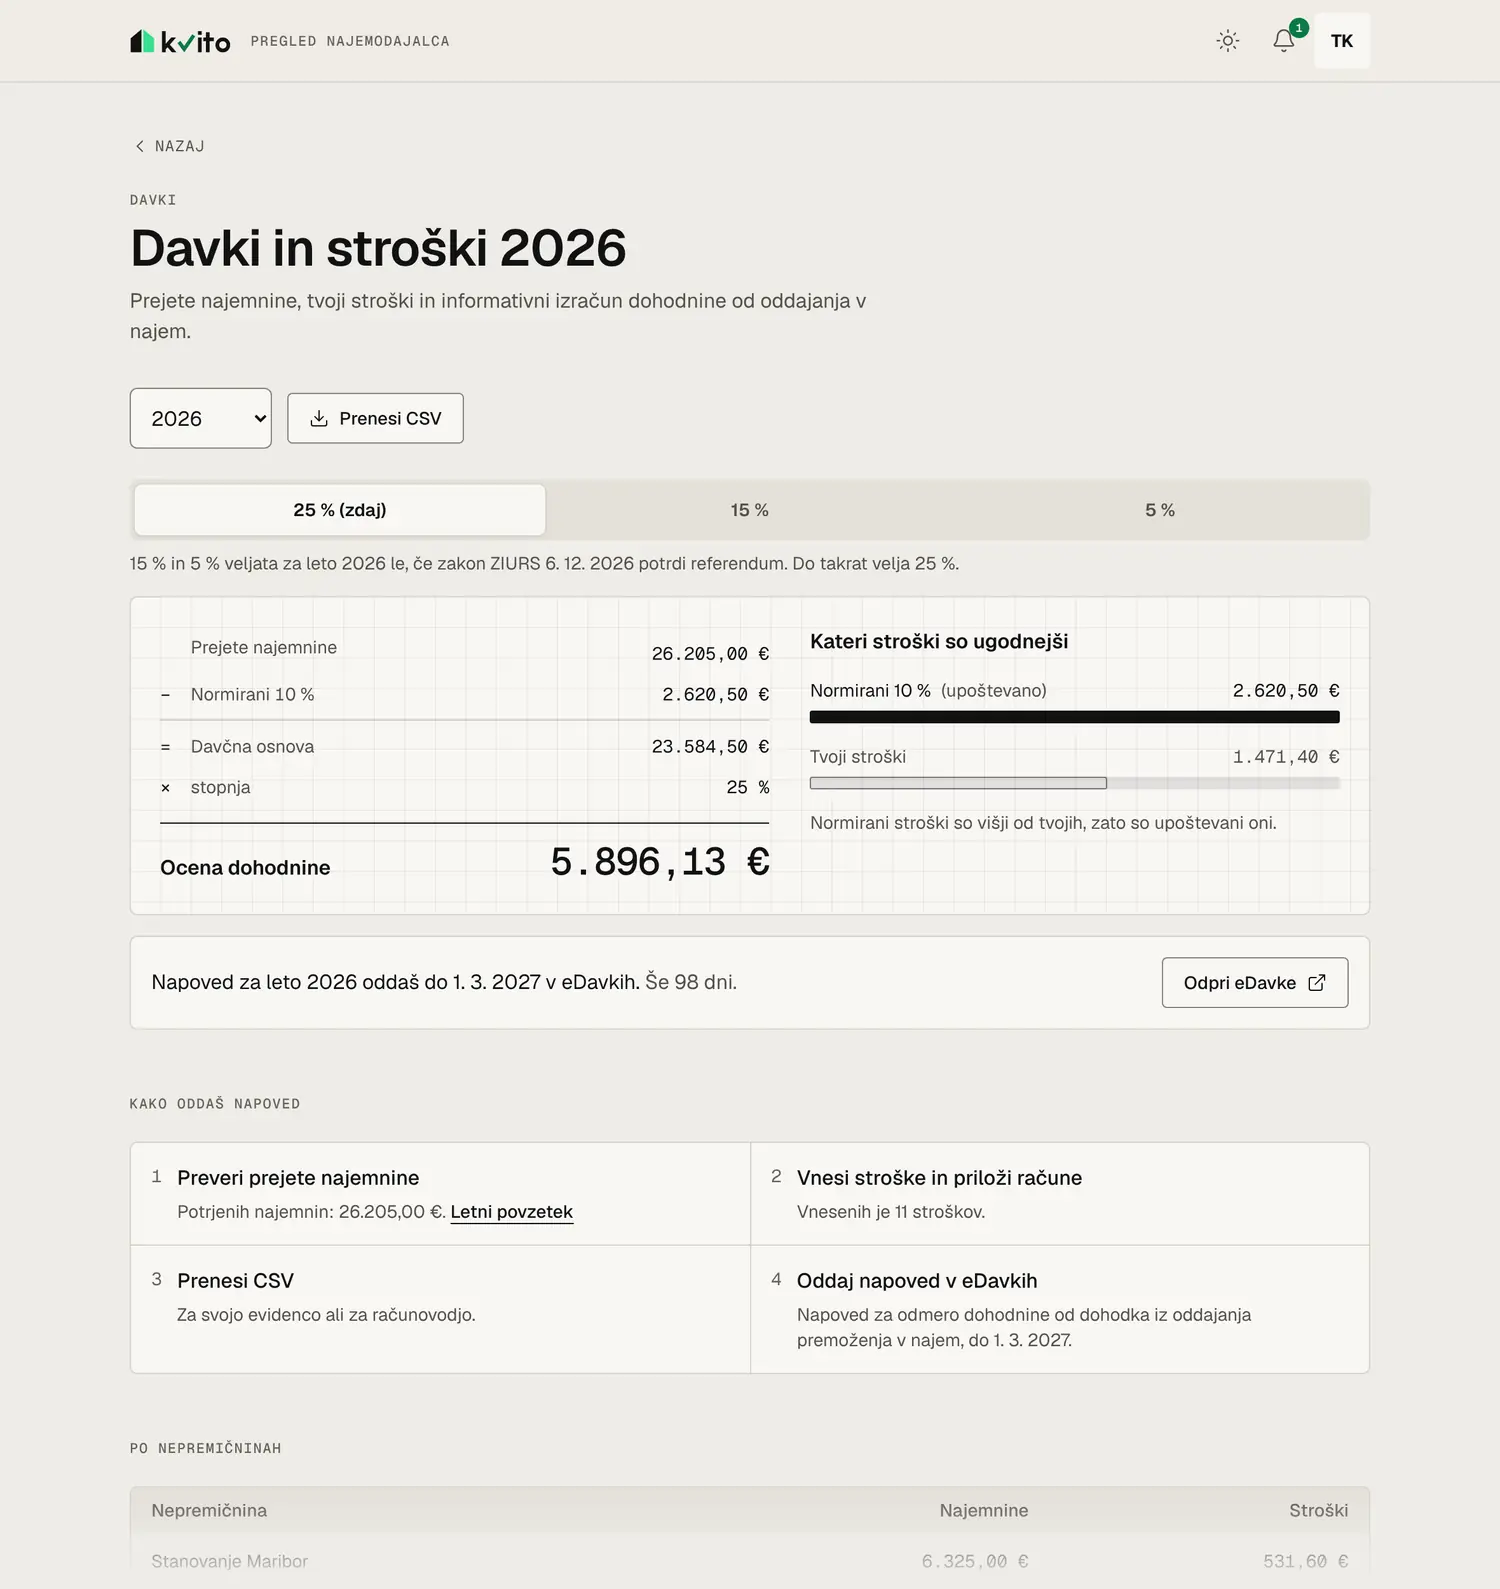 kvito PREGLED NAJEMODAJALCA
1
TK
NAZAJ
DAVKI
Davki in stroški 2026
Prejete najemnine, tvoji stroški in informativni izračun dohodnine od oddajanja v
najem.
2026
Prenesi CSV
25 % (zdaj)
15 %
5 %
15 % in 5 % veljata za leto 2026 le, če zakon ZIURS 6. 12. 2026 potrdi referendum. Do takrat velja 25 %.
Prejete najemnine 26.205,00 €
− Normirani 10 % 2.620,50 €
= Davčna osnova 23.584,50 €
× stopnja 25 %
Ocena dohodnine 5.896,13 €
Kateri stroški so ugodnejši
Normirani 10 % (upoštevano) 2.620,50 €
Tvoji stroški 1.471,40 €
Normirani stroški so višji od tvojih, zato so upoštevani oni.
Napoved za leto 2026 oddaš do 1. 3. 2027 v eDavkih. Še 98 dni.
Odpri eDavke
KAKO ODDAŠ NAPOVED
1 Preveri prejete najemnine
Potrjenih najemnin: 26.205,00 €. Letni povzetek
2 Vnesi stroške in priloži račune
Vnesenih je 11 stroškov.
3 Prenesi CSV
Za svojo evidenco ali za računovodjo.
4 Oddaj napoved v eDavkih
Napoved za odmero dohodnine od dohodka iz oddajanja
premoženja v najem, do 1. 3. 2027.
PO NEPREMIČNINAH
Nepremičnina Najemnine Stroški
Stanovanje Maribor 6.325,00 € 531,60 €